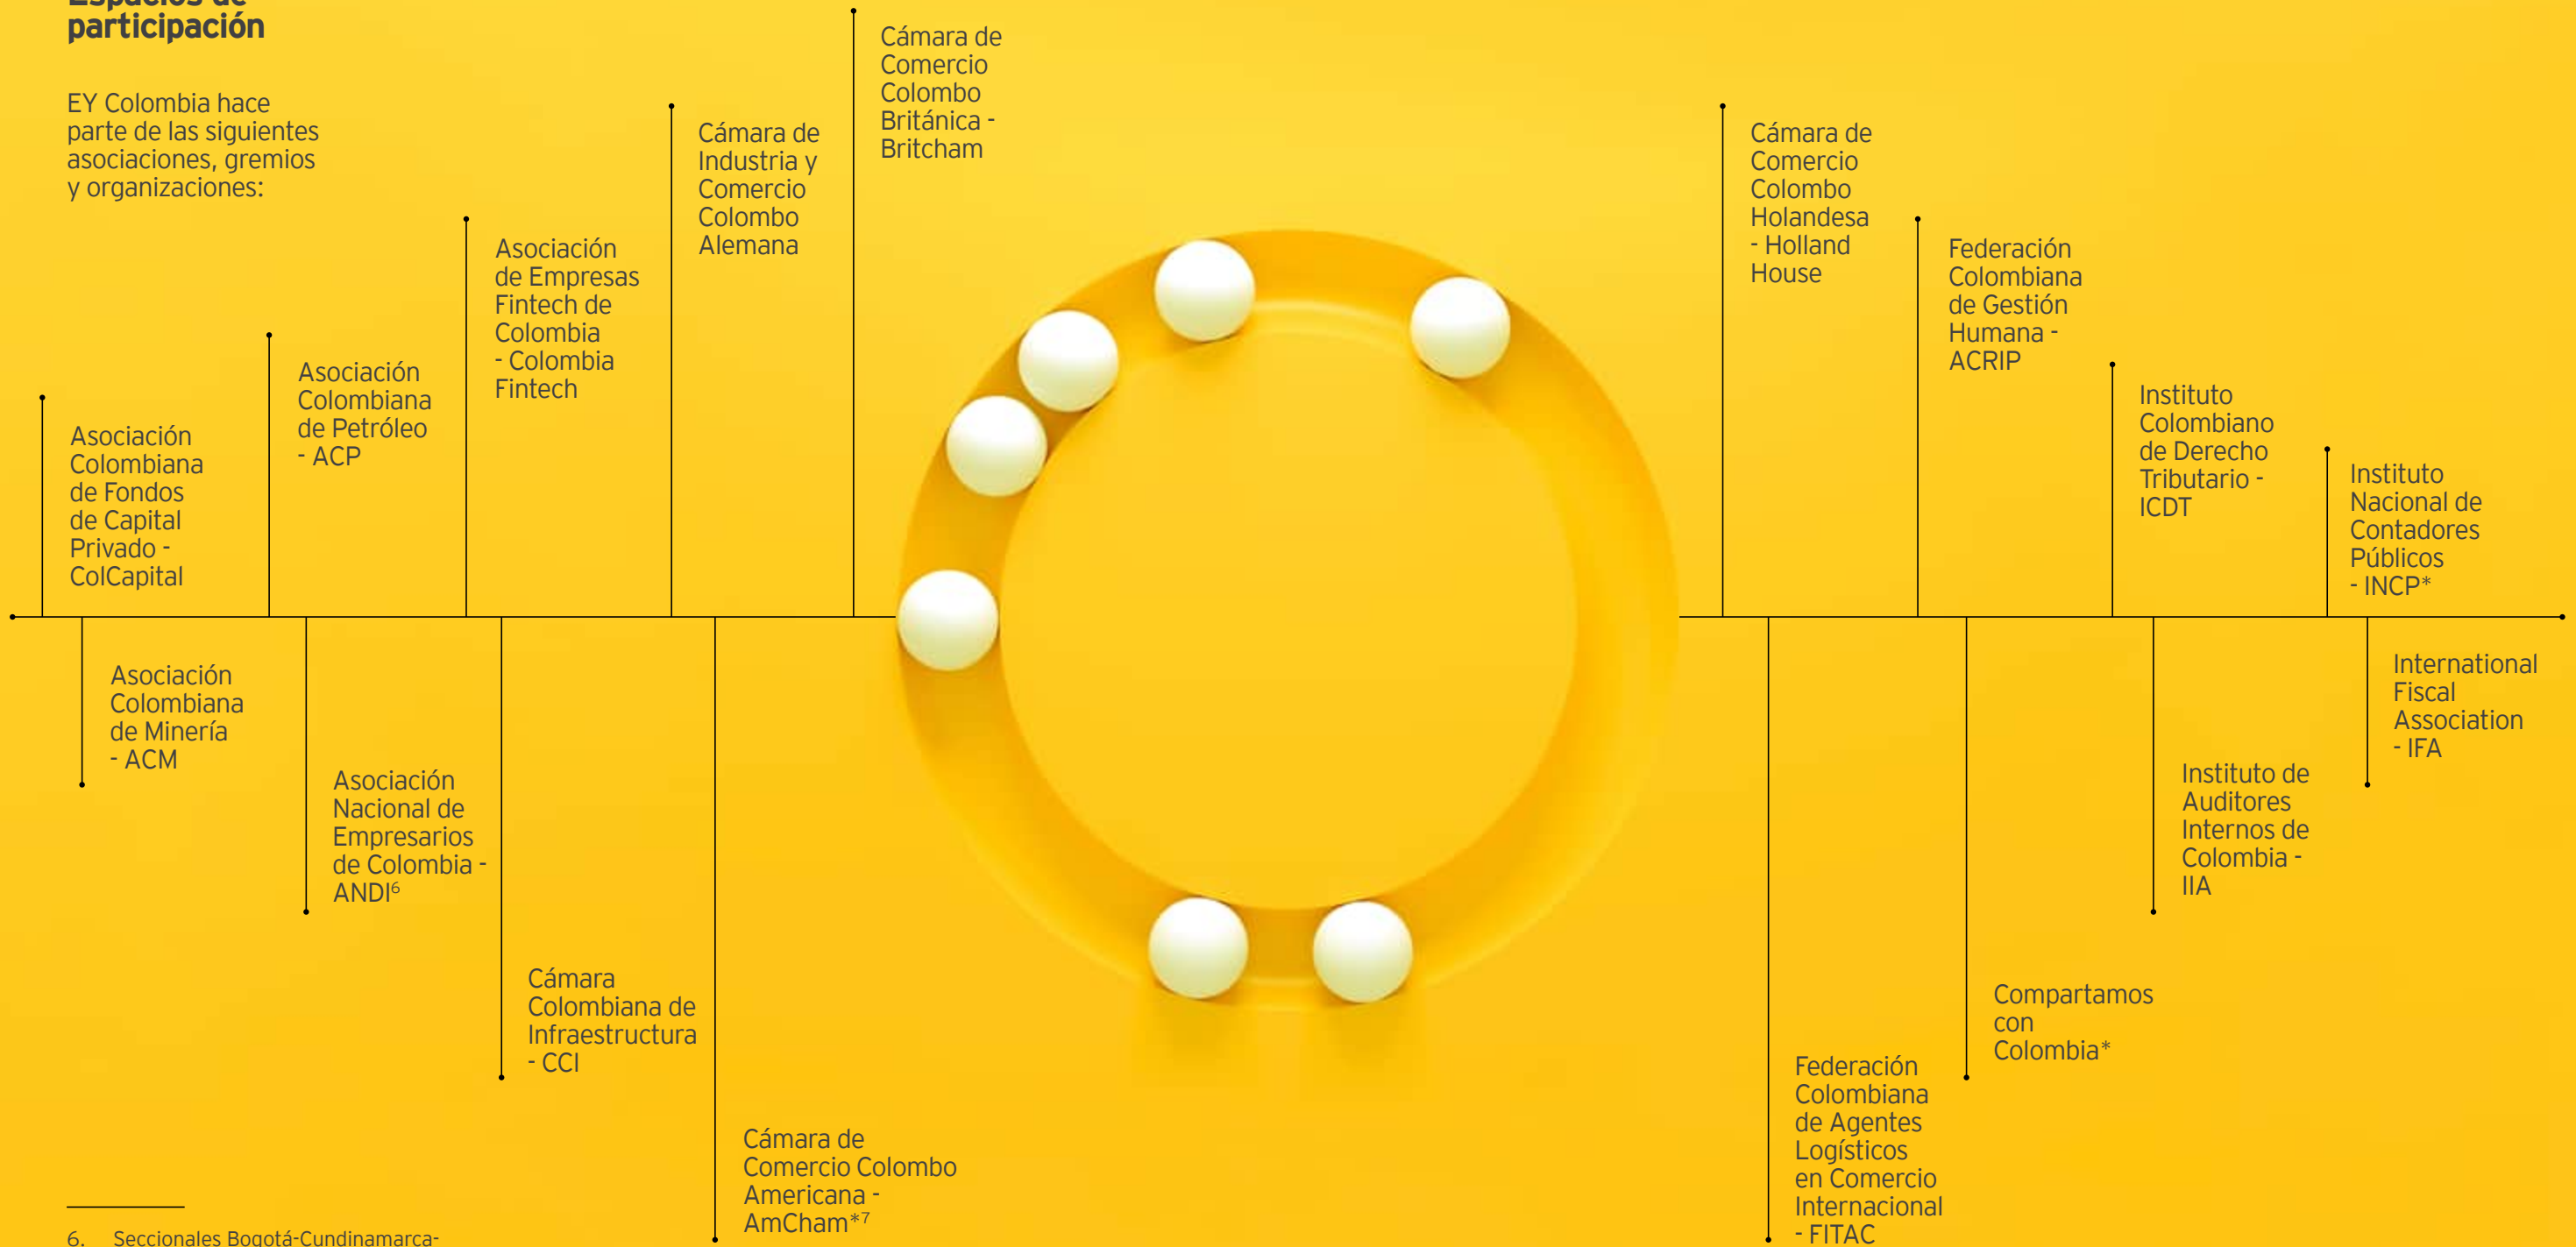 Espacios de
participación
EY Colombia hace
parte de las siguientes
asociaciones, gremios
y organizaciones:
Asociación
Colombiana
de Fondos
de Capital
Privado -
ColCapital
Asociación
Colombiana
de Minería
- ACM
Asociación
Colombiana
de Petróleo
- ACP
Asociación
Nacional de
Empresarios
de Colombia -
ANDI⁶
Asociación
de Empresas
Fintech de
Colombia
- Colombia
Fintech
Cámara
Colombiana de
Infraestructura
- CCI
Cámara de
Industria y
Comercio
Colombo
Alemana
Cámara de
Comercio Colombo
Americana -
AmCham*⁷
Cámara de
Comercio
Colombo
Británica -
Britcham
Cámara de
Comercio
Colombo
Holandesa
- Holland
House
Federación
Colombiana
de Agentes
Logísticos
en Comercio
Internacional
- FITAC
Federación
Colombiana
de Gestión
Humana -
ACRIP
Compartamos
con
Colombia*
Instituto
Colombiano
de Derecho
Tributario -
ICDT
Instituto de
Auditores
Internos de
Colombia -
IIA
Instituto
Nacional de
Contadores
Públicos
- INCP*
International
Fiscal
Association
- IFA
6. Seccionales Bogotá-Cundinamarca-